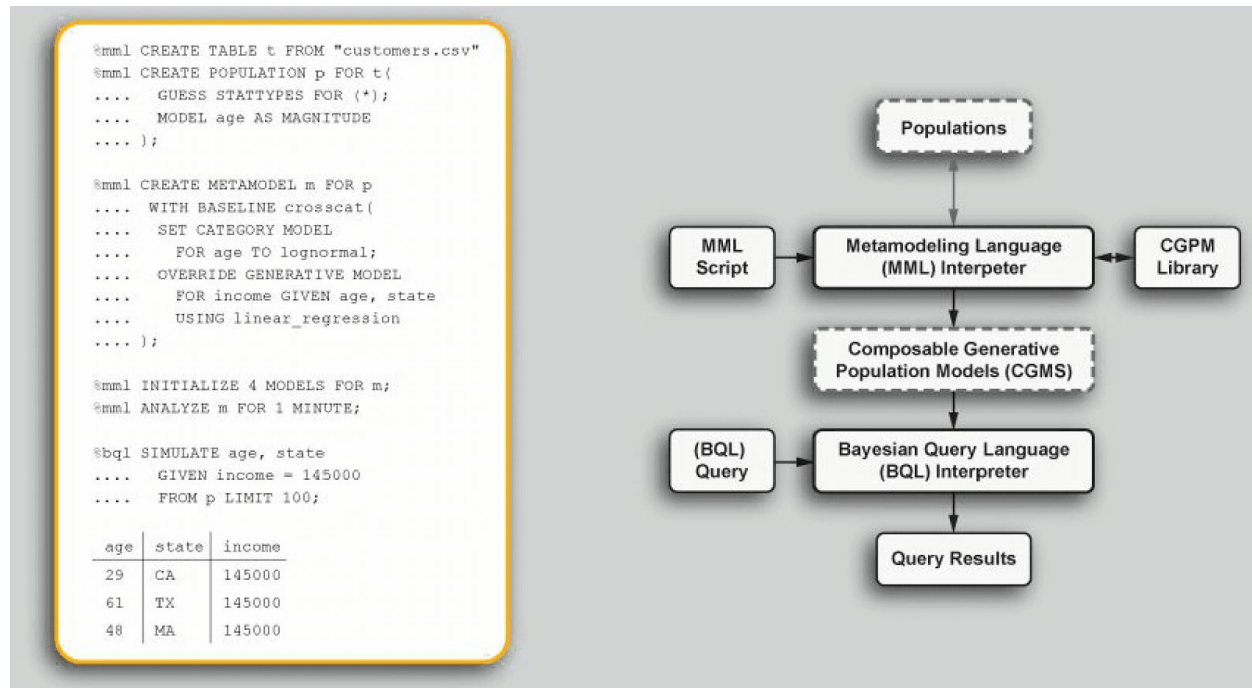 %mml CREATE TABLE t FROM "customers.csv"
%mml CREATE POPULATION p FOR t(
.... GUESS STATTYPES FOR (*);
.... MODEL age AS MAGNITUDE
.... );
%mml CREATE METAMODEL m FOR p
.... WITH BASELINE crosscat(
.... SET CATEGORY MODEL
.... FOR age TO lognormal;
.... OVERRIDE GENERATIVE MODEL
.... FOR income GIVEN age, state
.... USING linear_regression
.... );
%mml INITIALIZE 4 MODELS FOR m;
%mml ANALYZE m FOR 1 MINUTE;
%bql SIMULATE age, state
.... GIVEN income = 145000
.... FROM p LIMIT 100;
age state income
29 CA 145000
61 TX 145000
48 MA 145000
Populations
MML
Script
Metamodeling Language
(MML) Interpeter
CGPM
Library
Composable Generative
Population Models (CGMS)
(BQL)
Query
Bayesian Query Language
(BQL) Interpreter
Query Results